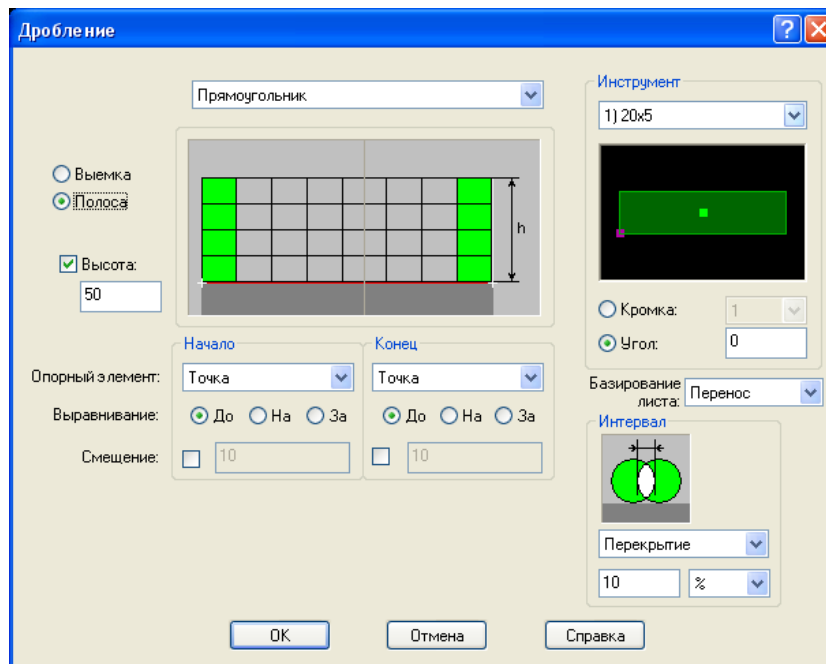 Дробление
Прямоугольник
Выемка
Полоса
Высота:
50
h
Начало
Конец
Опорный элемент:
Точка
Точка
Выравнивание:
До
На
За
До
На
За
Смещение:
10
10
Инструмент
1) 20x5
Кромка:
1
Угол:
0
Базирование
листа:
Перенос
Интервал
Перекрытие
10
%
OK
Отмена
Справка